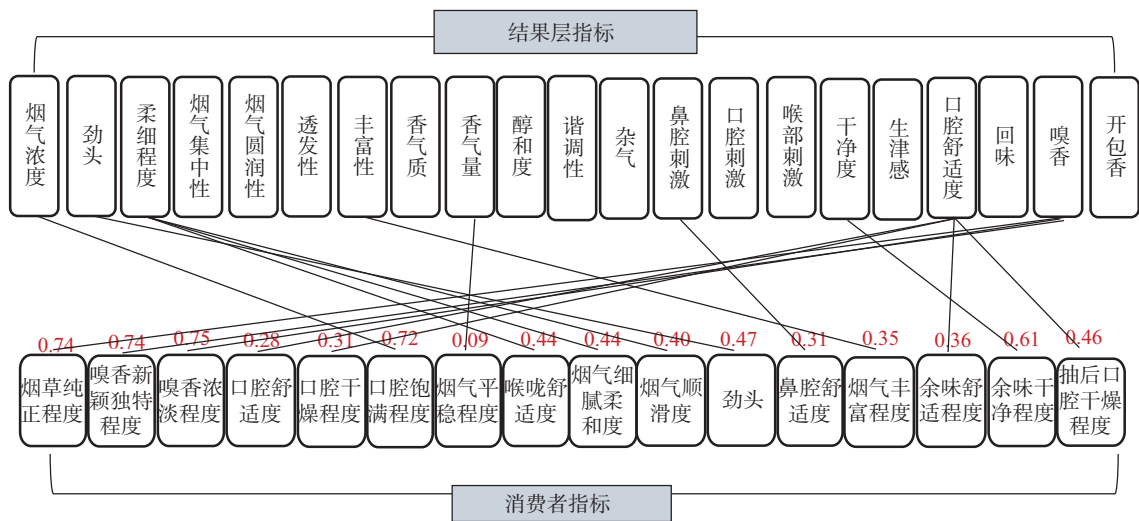 结果层指标
烟气浓度
劲头
柔细程度
烟气集中性
烟气圆润性
透发性
丰富性
香气质
香气量
醇和度
谐调性
杂气
鼻腔刺激
口腔刺激
喉部刺激
干净度
生津感
口腔舒适度
回味
嗅香
开包香
0.74
0.74
0.75
0.28
0.31
0.72
0.09
0.44
0.44
0.40
0.47
0.31
0.35
0.36
0.61
0.46
烟草纯
正程度
嗅香新
颖独特
程度
嗅香浓
淡程度
口腔舒
适度
口腔干
燥程度
口腔饱
满程度
烟气平
稳程度
喉咙舒
适度
烟气细
腻柔
和度
烟气顺
滑度
劲头
鼻腔舒
适度
烟气丰
富程度
余味舒
适程度
余味干
净程度
抽后口
腔干燥
程度
消费者指标